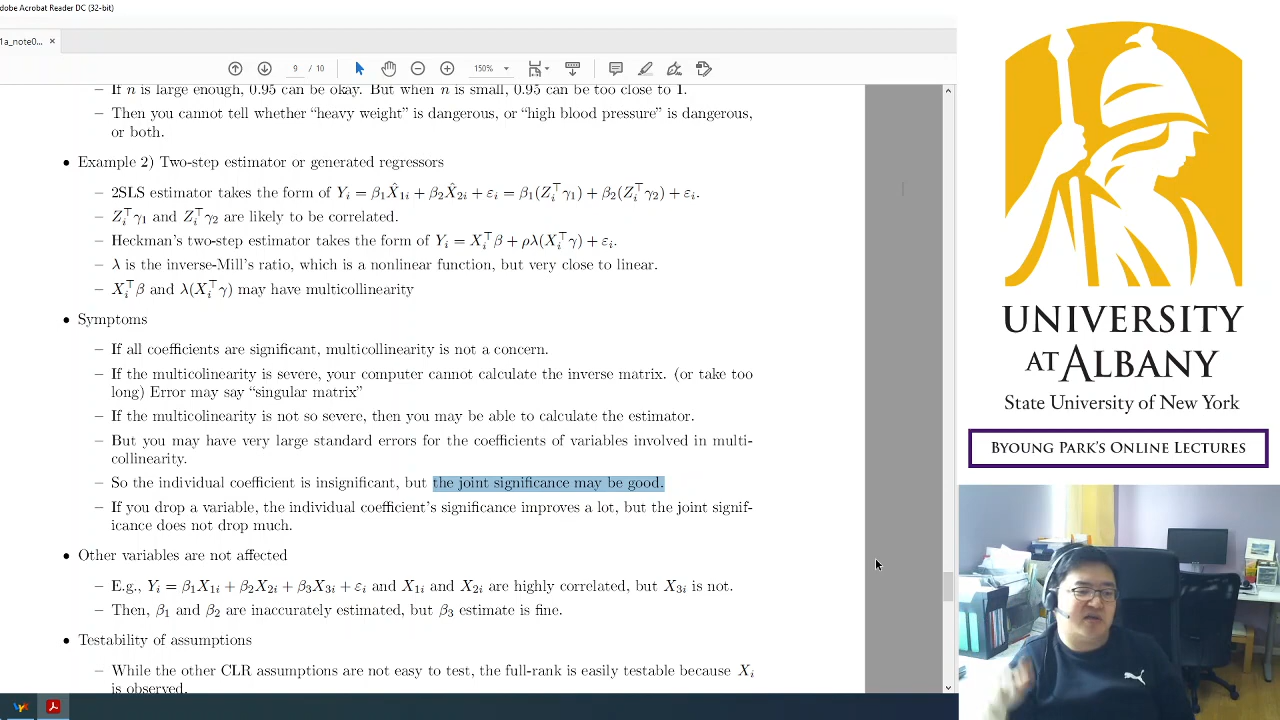 dobe Acrobat Reader DC (32-bit)
1a_note0... ×
9 / 10
150%
– If n is large enough, 0.95 can be okay. But when n is small, 0.95 can be too close to 1.
– Then you cannot tell whether “heavy weight” is dangerous, or “high blood pressure” is dangerous,
or both.
• Example 2) Two-step estimator or generated regressors
– 2SLS estimator takes the form of Yᵢ = β₁X̂₁ᵢ + β₂X̂₂ᵢ + εᵢ = β₁(Zᵢ⊤γ₁) + β₂(Zᵢ⊤γ₂) + εᵢ.
– Zᵢ⊤γ₁ and Zᵢ⊤γ₂ are likely to be correlated.
– Heckman’s two-step estimator takes the form of Yᵢ = Xᵢ⊤β + ρλ(Xᵢ⊤γ) + εᵢ.
– λ is the inverse-Mill’s ratio, which is a nonlinear function, but very close to linear.
– Xᵢ⊤β and λ(Xᵢ⊤γ) may have multicollinearity
• Symptoms
– If all coefficients are significant, multicollinearity is not a concern.
– If the multicolinearity is severe, your computer cannot calculate the inverse matrix. (or take too
long) Error may say “singular matrix”
– If the multicolinearity is not so severe, then you may be able to calculate the estimator.
– But you may have very large standard errors for the coefficients of variables involved in multi-
collinearity.
– So the individual coefficient is insignificant, but the joint significance may be good.
– If you drop a variable, the individual coefficient’s significance improves a lot, but the joint signif-
icance does not drop much.
• Other variables are not affected
– E.g., Yᵢ = β₁X₁ᵢ + β₂X₂ᵢ + β₃X₃ᵢ + εᵢ and X₁ᵢ and X₂ᵢ are highly correlated, but X₃ᵢ is not.
– Then, β₁ and β₂ are inaccurately estimated, but β₃ estimate is fine.
• Testability of assumptions
– While the other CLR assumptions are not easy to test, the full-rank is easily testable because Xᵢ
is observed.
UNIVERSITY
AT ALBANY
State University of New York
BYOUNG PARK'S ONLINE LECTURES